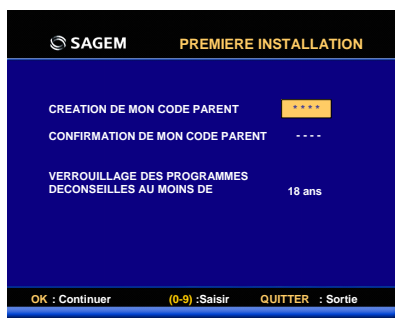 SAGEM PREMIERE INSTALLATION
CREATION DE MON CODE PARENT * * * *
CONFIRMATION DE MON CODE PARENT - - - -
VERROUILLAGE DES PROGRAMMES
DECONSEILLES AU MOINS DE 18 ans
OK : Continuer (0-9) :Saisir QUITTER : Sortie